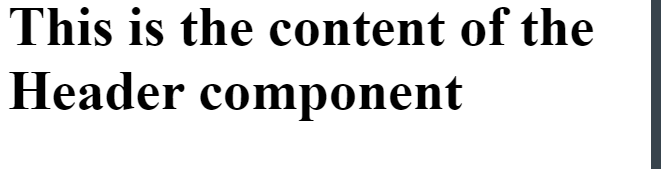 This is the content of the
Header component